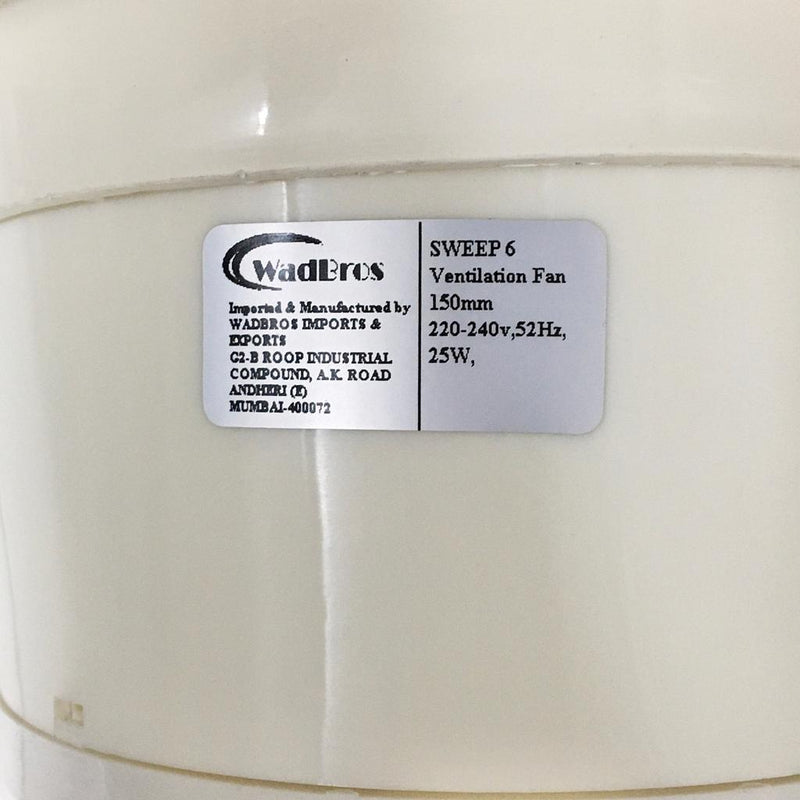 WadBros
Imported & Manufactured by
WADBROS IMPORTS &
EXPORTS
G2-B ROOP INDUSTRIAL
COMPOUND, A.K. ROAD
ANDHERI (E)
MUMBAI-400072
SWEEP 6
Ventilation Fan
150mm
220-240v,52Hz,
25W,